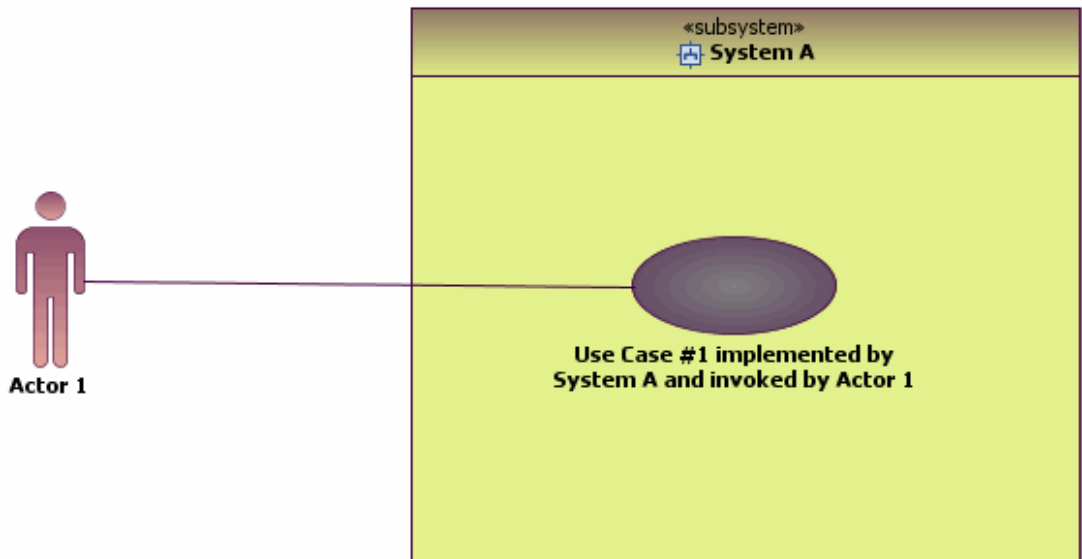 «subsystem»
System A
Actor 1
Use Case #1 implemented by
System A and invoked by Actor 1